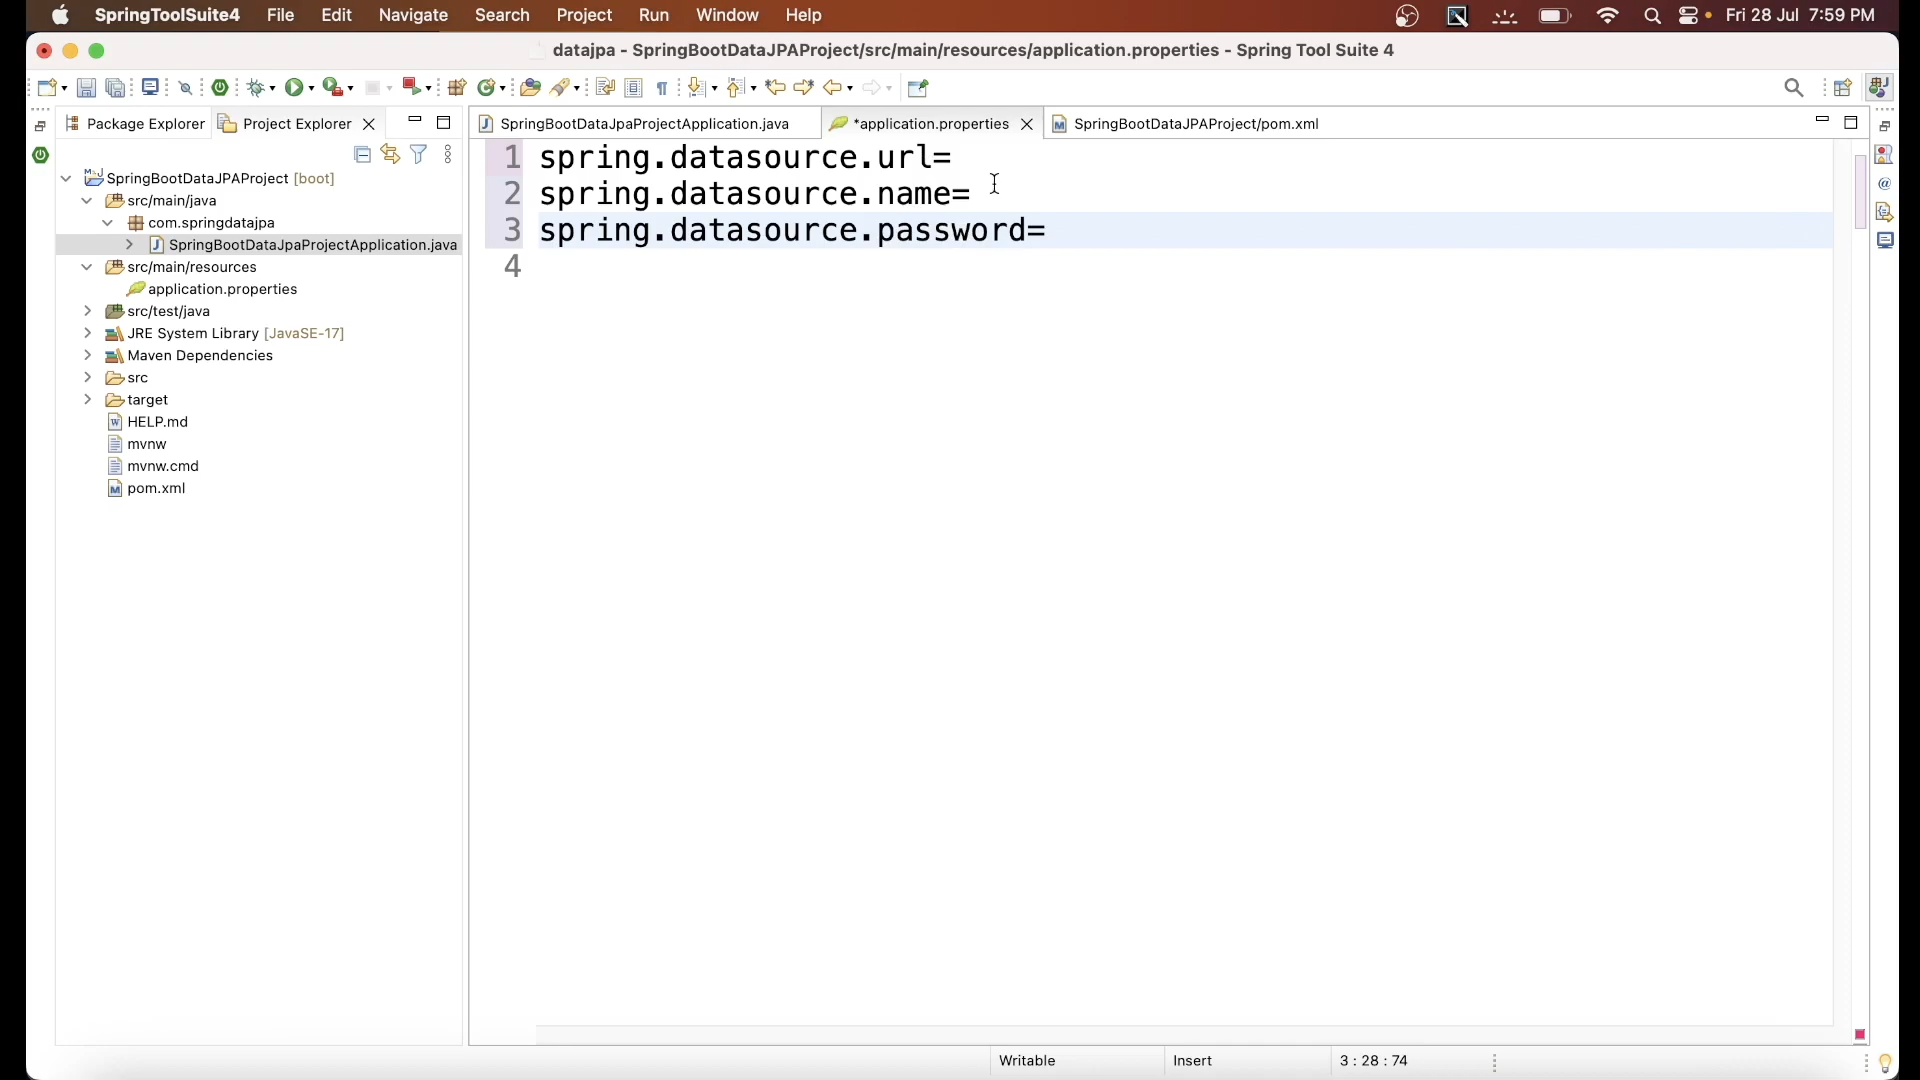 SpringToolSuite4 File Edit Navigate Search Project Run Window Help Fri 28 Jul 7:59 PM
datajpa - SpringBootDataJPAProject/src/main/resources/application.properties - Spring Tool Suite 4
Package Explorer Project Explorer
SpringBootDataJpaProjectApplication.java *application.properties SpringBootDataJPAProject/pom.xml
SpringBootDataJPAProject [boot]
src/main/java
com.springdatajpa
SpringBootDataJpaProjectApplication.java
src/main/resources
application.properties
src/test/java
JRE System Library [JavaSE-17]
Maven Dependencies
src
target
HELP.md
mvnw
mvnw.cmd
pom.xml
1 spring.datasource.url=
2 spring.datasource.name=
3 spring.datasource.password=
4
Writable Insert 3 : 28 : 74